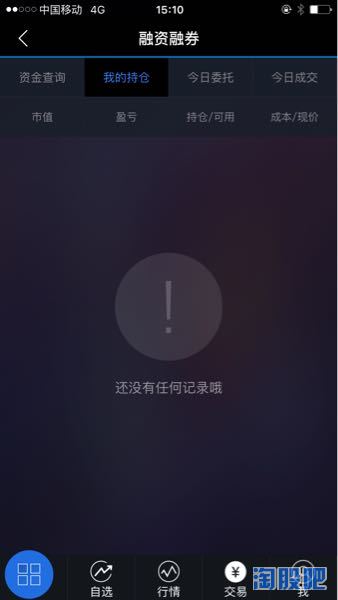 中国移动 4G 15:10
融资融券
资金查询 我的持仓 今日委托 今日成交
市值 盈亏 持仓/可用 成本/现价
还没有任何记录哦
自选 行情 交易 我
淘股吧